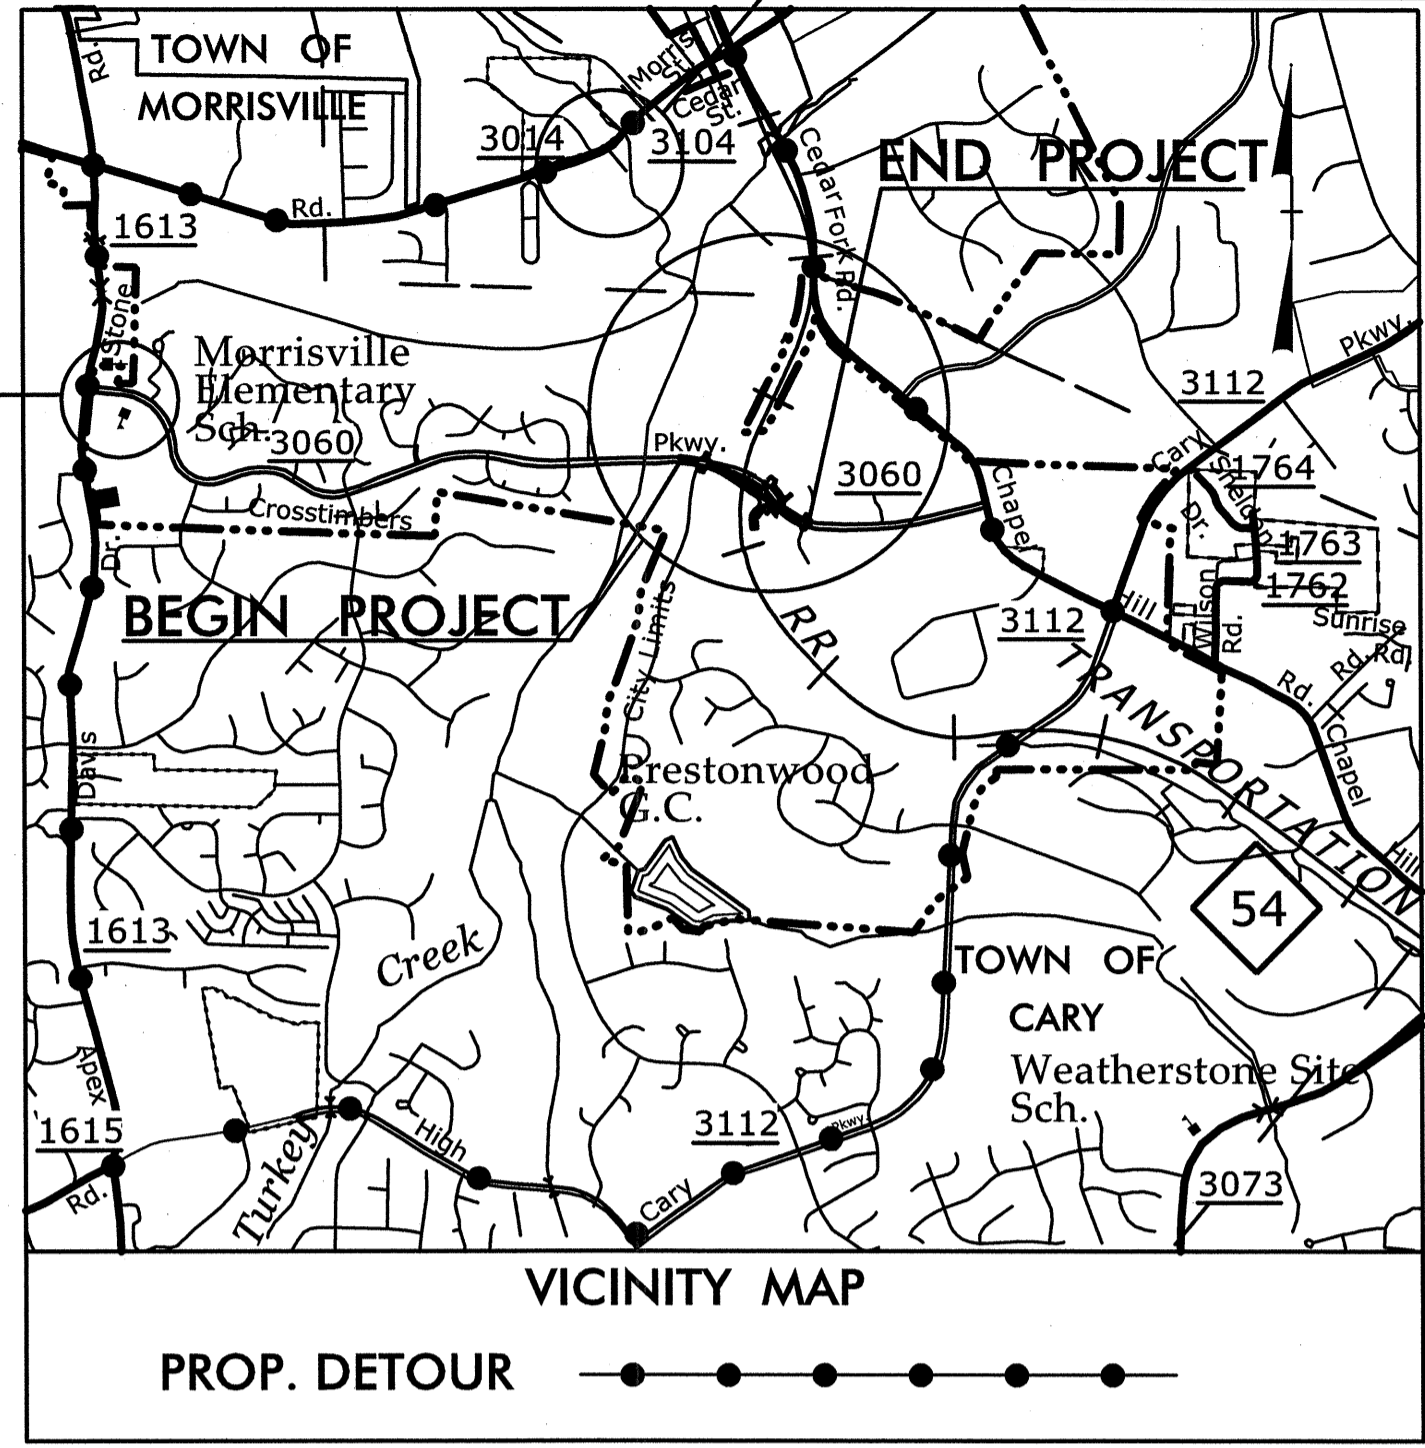 Rd.
TOWN OF
MORRISVILLE
Morris
St.
Cedar
St.
3014
3104
END PROJECT
Cedar Fork Rd.
Rd.
1613
Stone
Morrisville
Elementary
Sch.
3060
Pkwy.
3112
Pkwy.
3060
Cary
Sheldon
Dr.
1764
Crosstimbers
Chapel
1763
1762
Dr.
BEGIN PROJECT
City Limits
RRY
3112
Hill
Wilson
Rd.
Sunrise
Rd.
Rd.
TRANSPORTATION
Rd.
Chapel
Hill
Davis
Prestonwood
G.C.
54
1613
Creek
TOWN OF
CARY
Apex
Weatherstone Site
Sch.
1615
Rd.
Turkey
High
3112
Pkwy.
Cary
3073
VICINITY MAP
PROP. DETOUR